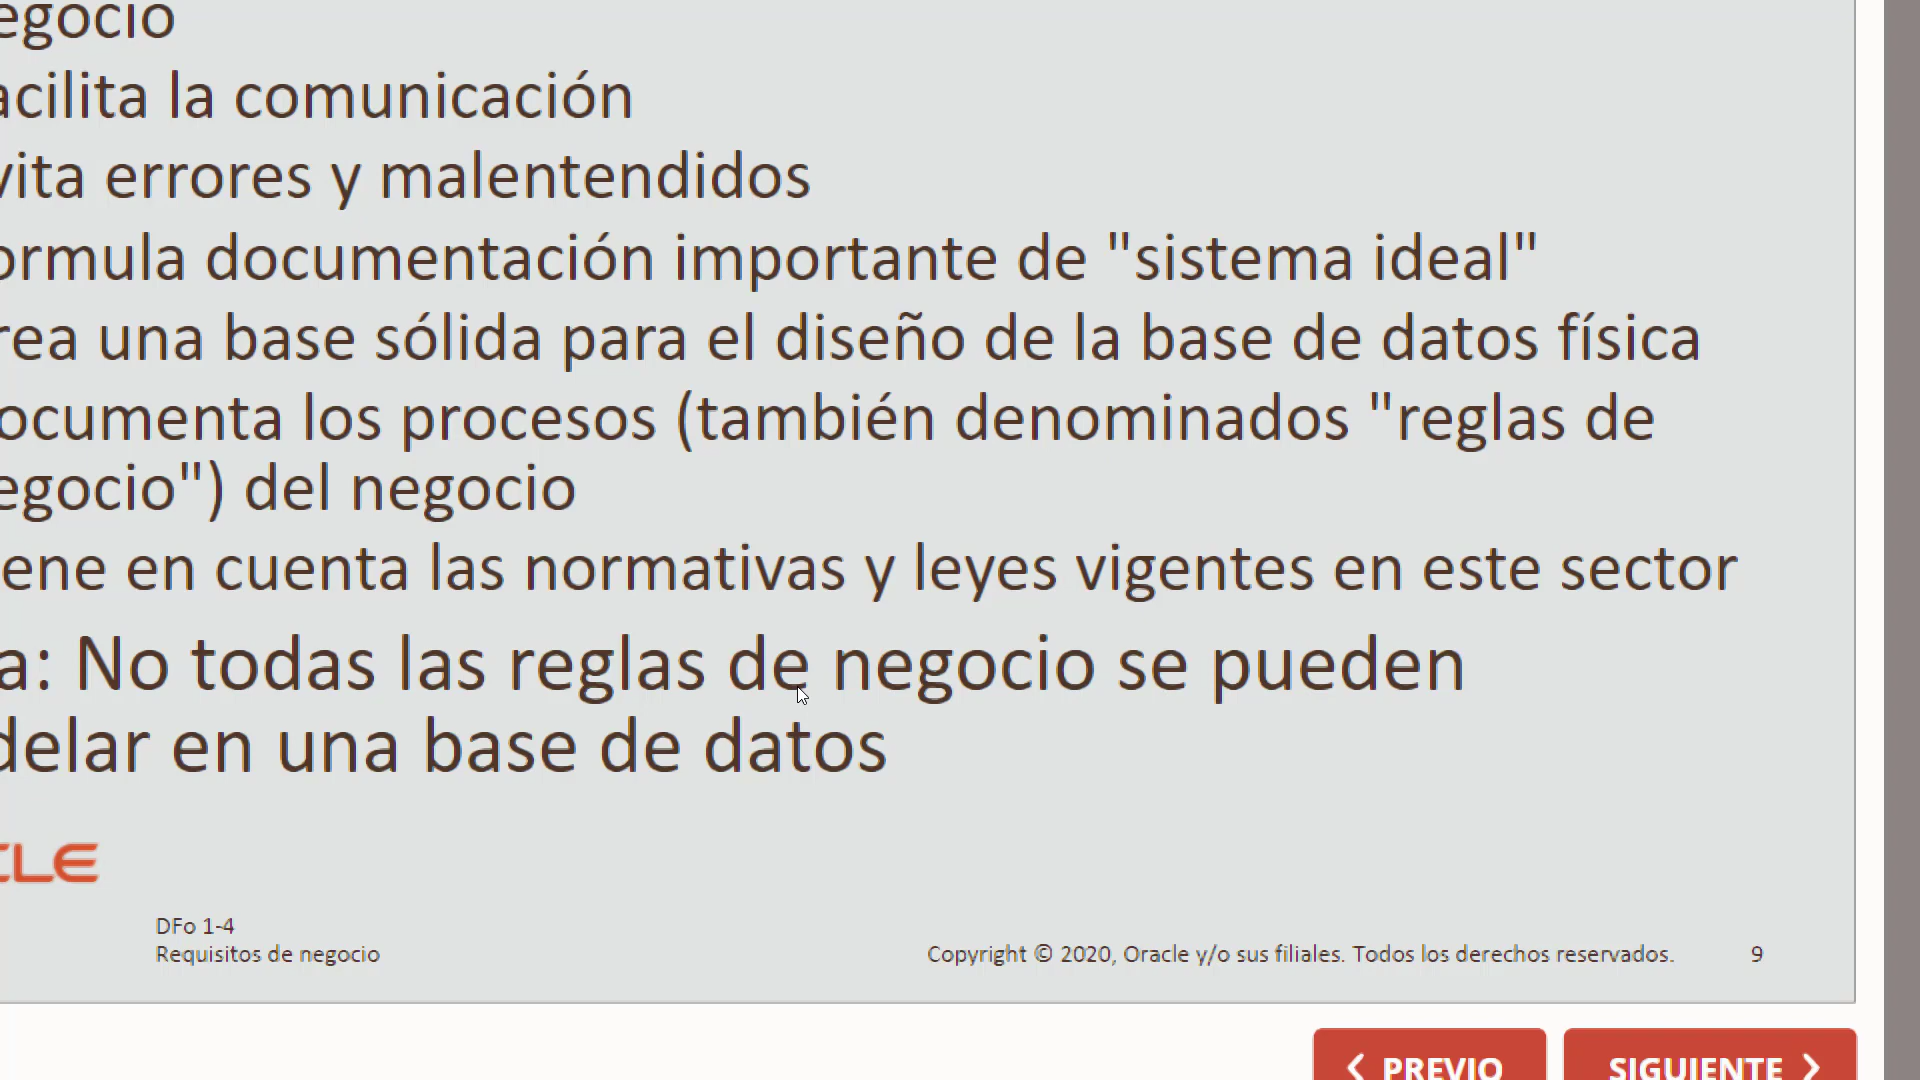 egocio
acilita la comunicación
vita errores y malentendidos
ormula documentación importante de "sistema ideal"
rea una base sólida para el diseño de la base de datos física
ocumenta los procesos (también denominados "reglas de
egocio") del negocio
iene en cuenta las normativas y leyes vigentes en este sector
a: No todas las reglas de negocio se pueden
delar en una base de datos
CLE
DFo 1-4
Requisitos de negocio
Copyright © 2020, Oracle y/o sus filiales. Todos los derechos reservados.
9
PREVIO
SIGUIENTE